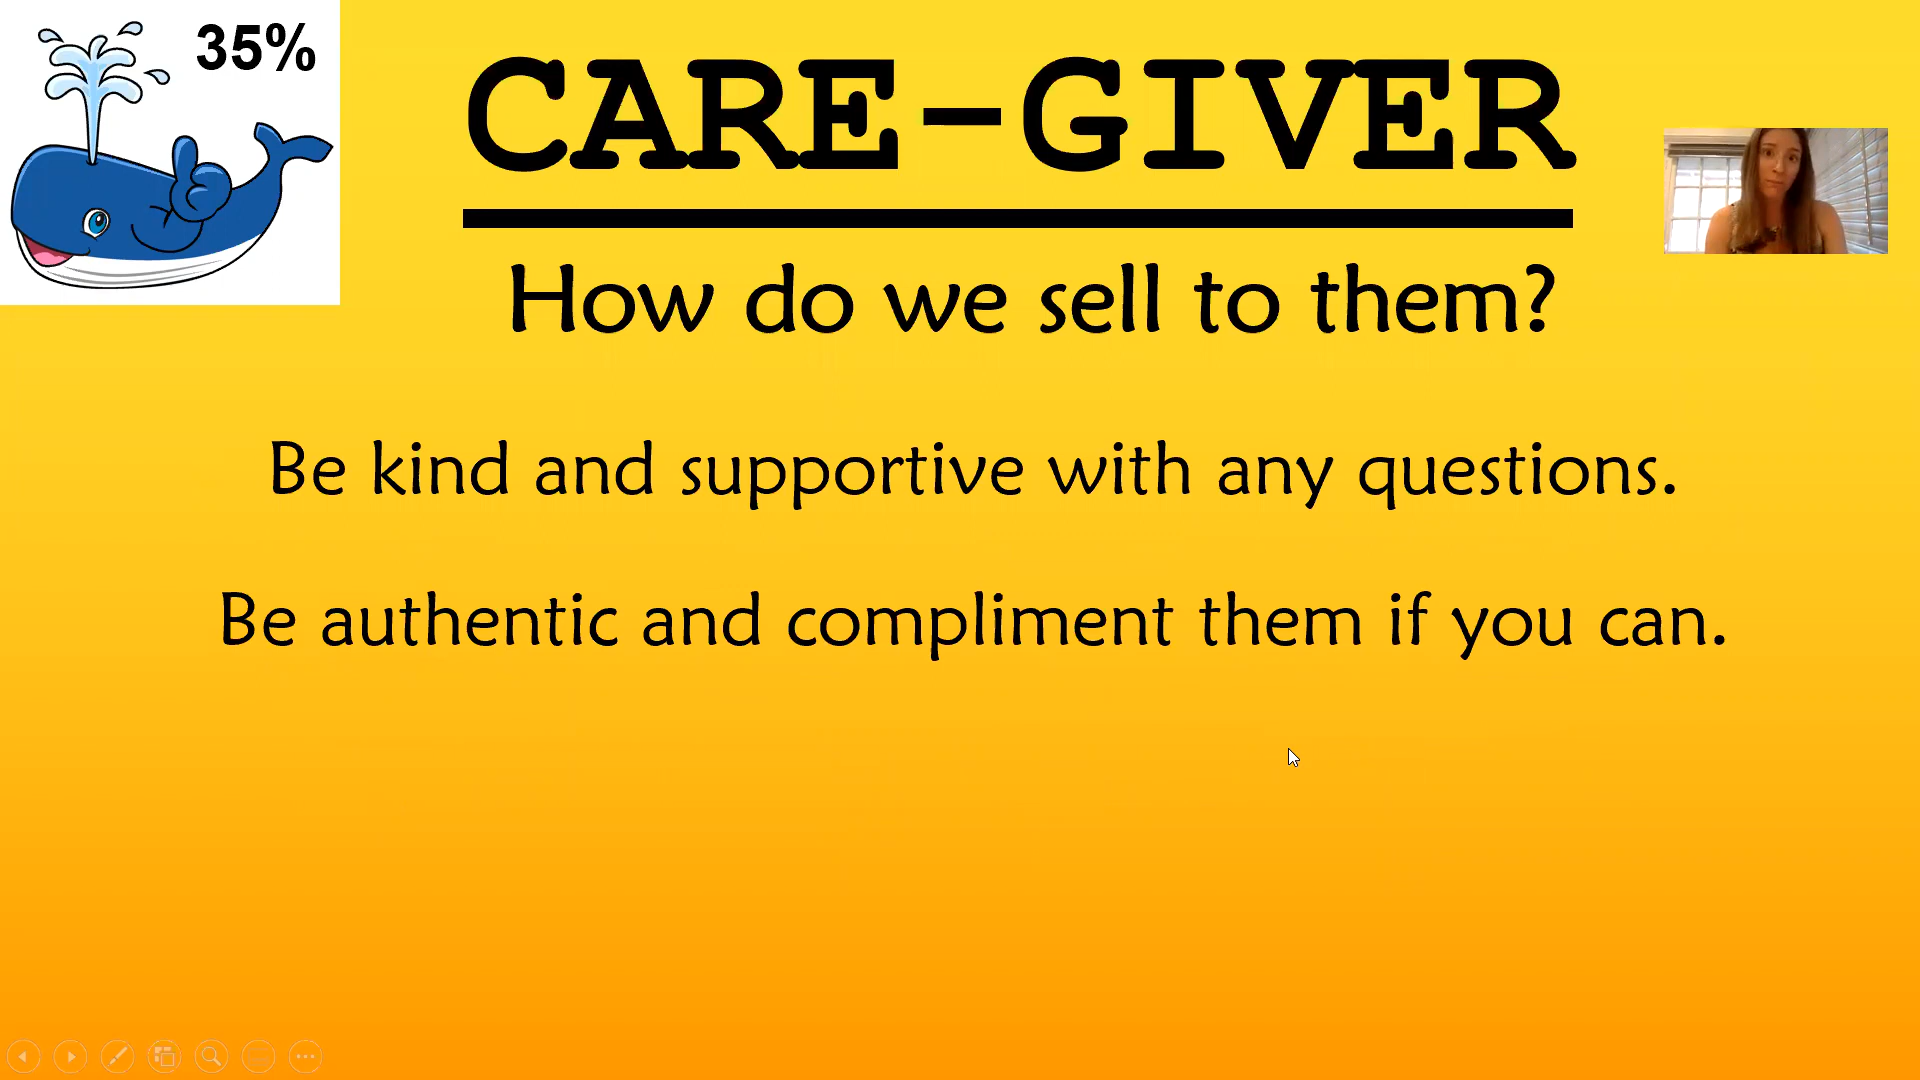 35%
CARE-GIVER
How do we sell to them?
Be kind and supportive with any questions.
Be authentic and compliment them if you can.